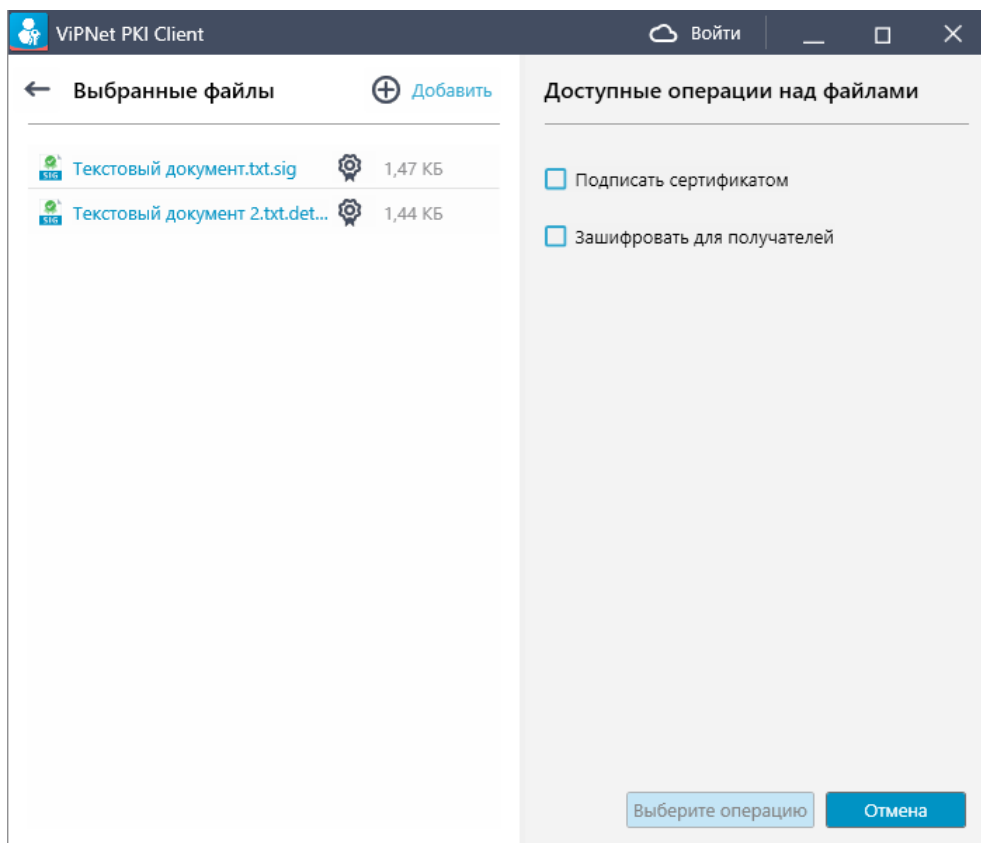 ViPNet PKI Client
Войти
Выбранные файлы
Добавить
Текстовый документ.txt.sig
1,47 КБ
Текстовый документ 2.txt.det...
1,44 КБ
Доступные операции над файлами
Подписать сертификатом
Зашифровать для получателей
Выберите операцию
Отмена